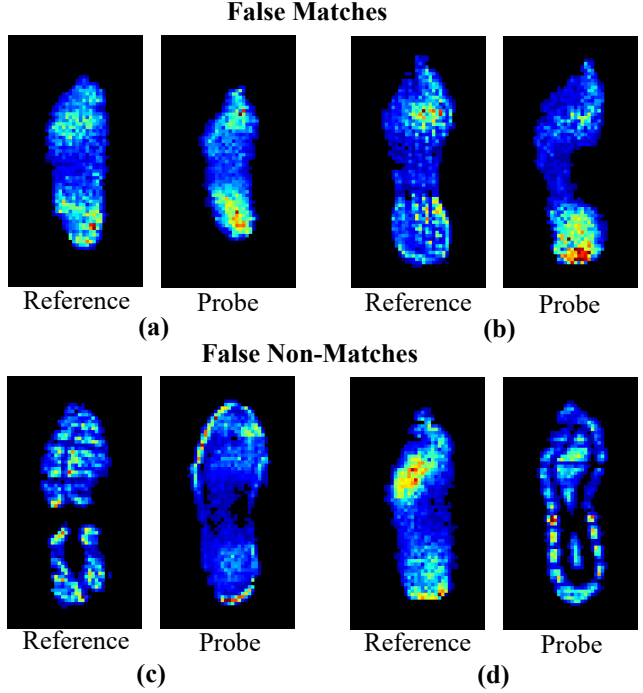 False Matches
Reference Probe Reference Probe
(a) (b)
False Non-Matches
Reference Probe Reference Probe
(c) (d)